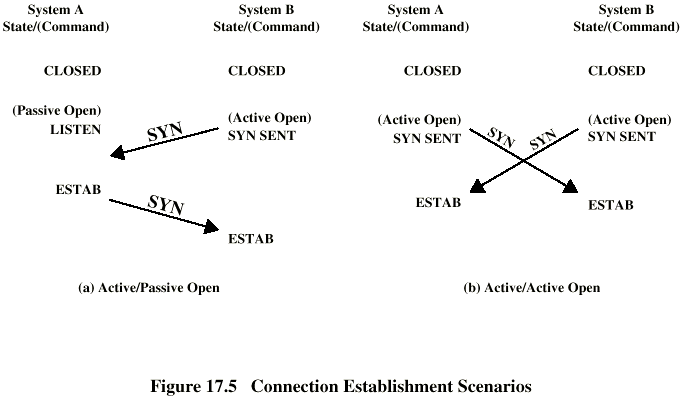 System A
State/(Command)
System B
State/(Command)
CLOSED
CLOSED
(Passive Open)
LISTEN
SYN
(Active Open)
SYN SENT
ESTAB
SYN
ESTAB
(a) Active/Passive Open
System A
State/(Command)
System B
State/(Command)
CLOSED
CLOSED
(Active Open)
SYN SENT
SYN
SYN
(Active Open)
SYN SENT
ESTAB
ESTAB
(b) Active/Active Open
Figure 17.5 Connection Establishment Scenarios